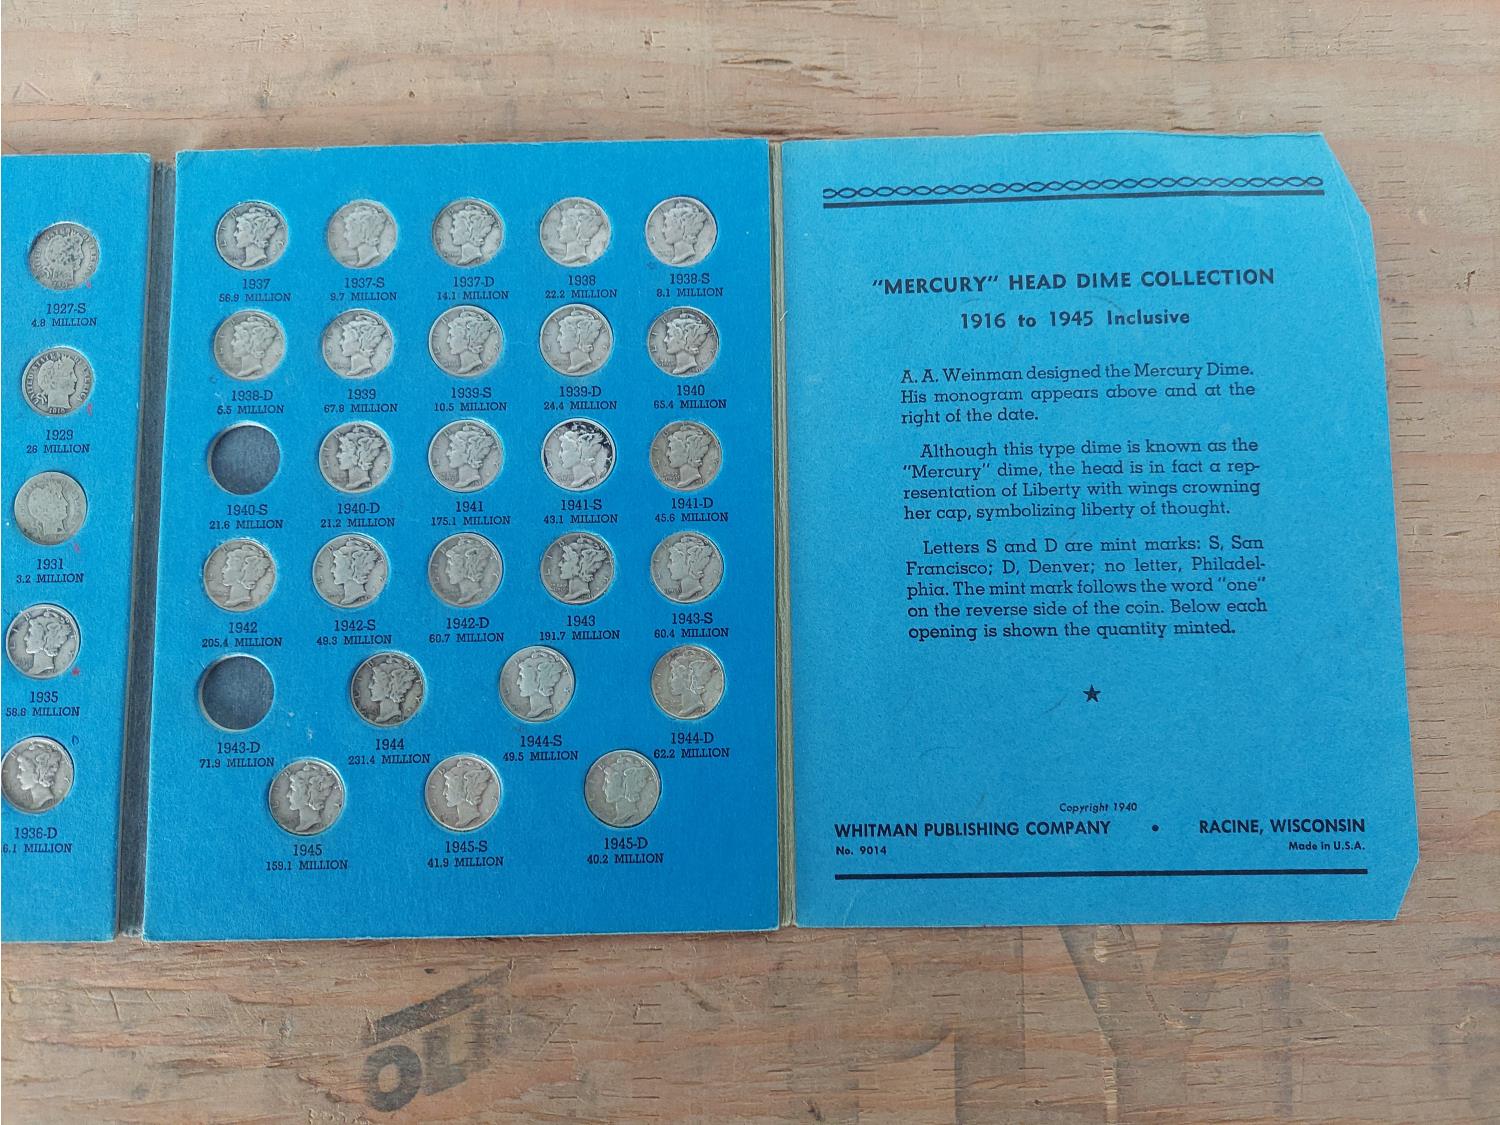 1927-S
4.8 MILLION
1929
26 MILLION
1931
3.2 MILLION
1935
58.8 MILLION
1936-D
6.1 MILLION
1937
56.9 MILLION
1937-S
9.7 MILLION
1937-D
14.1 MILLION
1938
22.2 MILLION
1938-S
8.1 MILLION
1938-D
5.5 MILLION
1939
67.8 MILLION
1939-S
10.5 MILLION
1939-D
24.4 MILLION
1940
65.4 MILLION
1940-S
21.6 MILLION
1940-D
21.2 MILLION
1941
175.1 MILLION
1941-S
43.1 MILLION
1941-D
45.6 MILLION
1942
205.4 MILLION
1942-S
49.3 MILLION
1942-D
60.7 MILLION
1943
191.7 MILLION
1943-S
60.4 MILLION
1943-D
71.9 MILLION
1944
231.4 MILLION
1944-S
49.5 MILLION
1944-D
62.2 MILLION
1945
159.1 MILLION
1945-S
41.9 MILLION
1945-D
40.2 MILLION
"MERCURY" HEAD DIME COLLECTION
1916 to 1945 Inclusive
A. A. Weinman designed the Mercury Dime.
His monogram appears above and at the
right of the date.
Although this type dime is known as the
"Mercury" dime, the head is in fact a rep-
resentation of Liberty with wings crowning
her cap, symbolizing liberty of thought.
Letters S and D are mint marks: S, San
Francisco; D, Denver; no letter, Philadel-
phia. The mint mark follows the word "one"
on the reverse side of the coin. Below each
opening is shown the quantity minted.
Copyright 1940
WHITMAN PUBLISHING COMPANY • RACINE, WISCONSIN
No. 9014
Made in U.S.A.